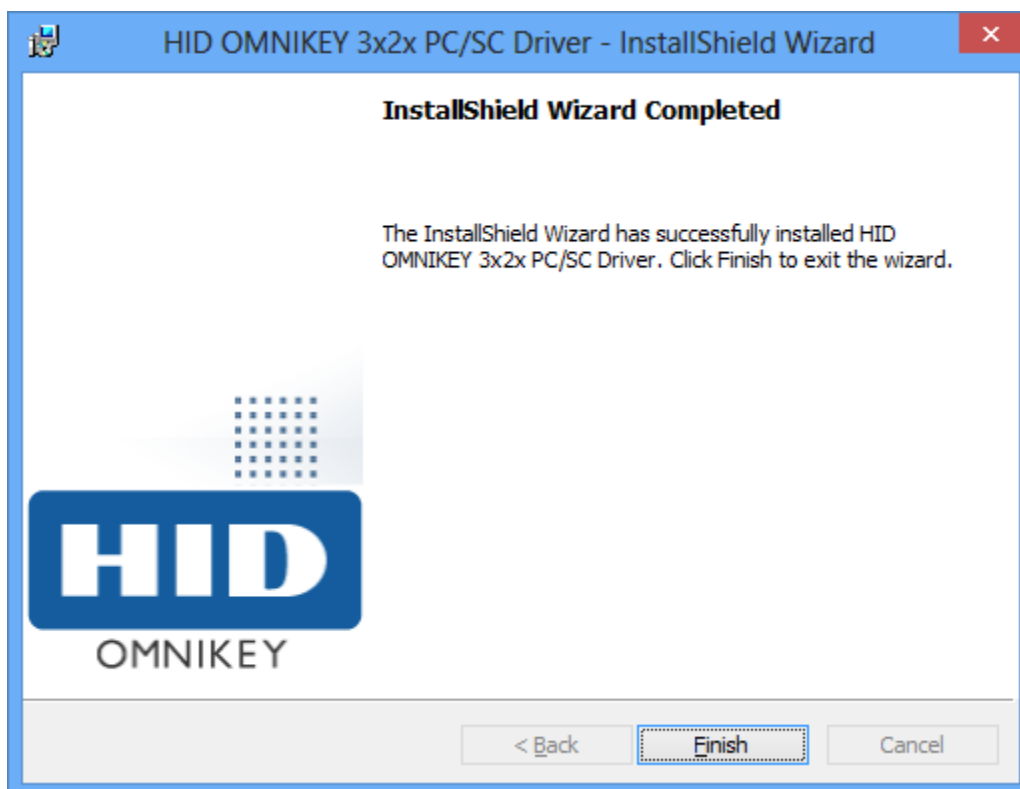 HID OMNIKEY 3x2x PC/SC Driver - InstallShield Wizard
InstallShield Wizard Completed
The InstallShield Wizard has successfully installed HID
OMNIKEY 3x2x PC/SC Driver. Click Finish to exit the wizard.
HID
OMNIKEY
< Back Finish Cancel